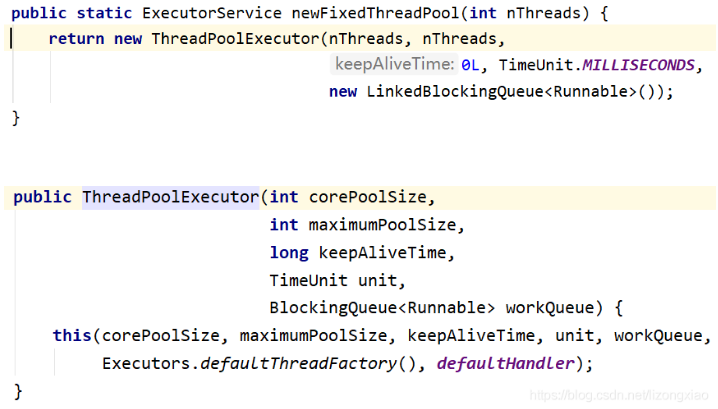 public static ExecutorService newFixedThreadPool(int nThreads) {
    return new ThreadPoolExecutor(nThreads, nThreads,
                                  keepAliveTime: 0L, TimeUnit.MILLISECONDS,
                                  new LinkedBlockingQueue<Runnable>());
}
public ThreadPoolExecutor(int corePoolSize,
                          int maximumPoolSize,
                          long keepAliveTime,
                          TimeUnit unit,
                          BlockingQueue<Runnable> workQueue) {
    this(corePoolSize, maximumPoolSize, keepAliveTime, unit, workQueue,
         Executors.defaultThreadFactory(), defaultHandler);
}
https://blog.csdn.net/lizongxiao